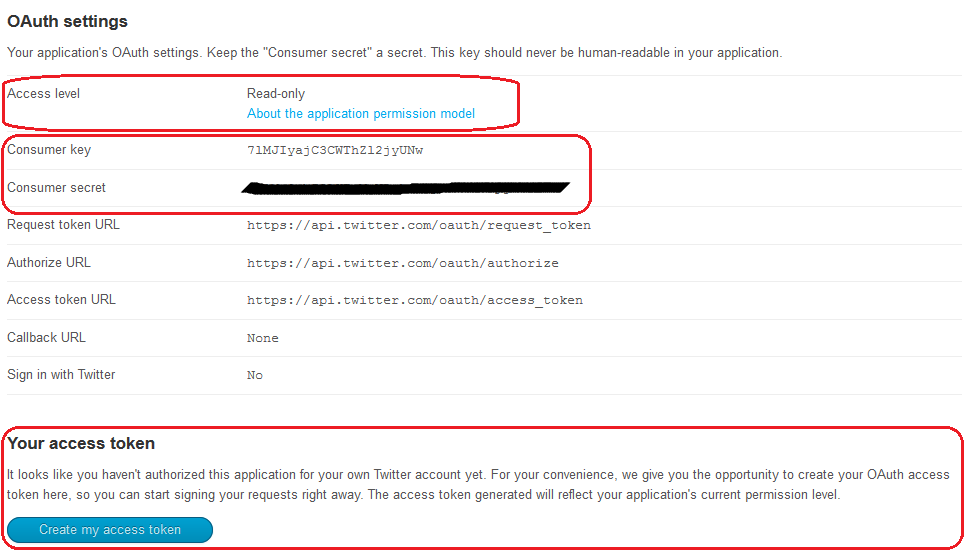 OAuth settings
Your application's OAuth settings. Keep the "Consumer secret" a secret. This key should never be human-readable in your application.
Access level Read-only
About the application permission model
Consumer key 7lMJIyajC3CWThZl2jyUNw
Consumer secret
Request token URL https://api.twitter.com/oauth/request_token
Authorize URL https://api.twitter.com/oauth/authorize
Access token URL https://api.twitter.com/oauth/access_token
Callback URL None
Sign in with Twitter No
Your access token
It looks like you haven't authorized this application for your own Twitter account yet. For your convenience, we give you the opportunity to create your OAuth access
token here, so you can start signing your requests right away. The access token generated will reflect your application's current permission level.
Create my access token